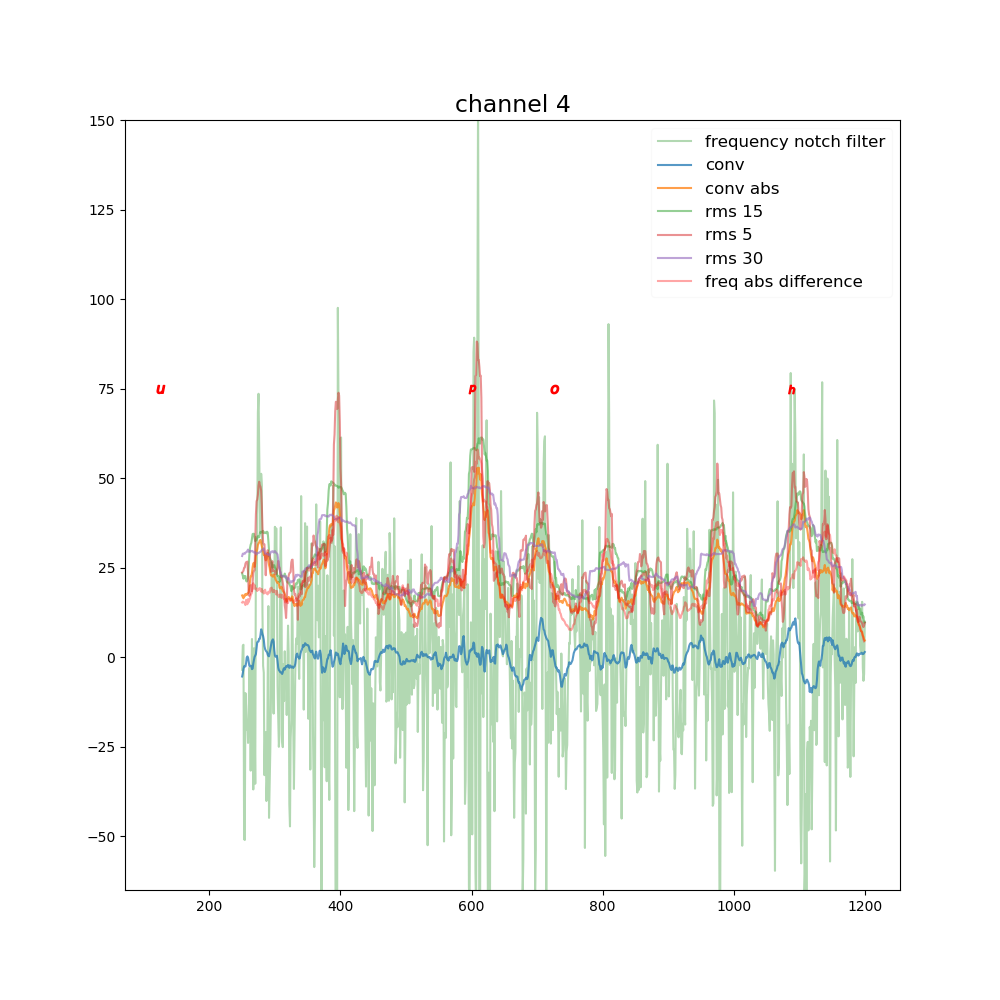 channel 4
150
125
100
75
50
25
0
−25
−50
frequency notch filter
conv
conv abs
rms 15
rms 5
rms 30
freq abs difference
u p o h
200 400 600 800 1000 1200